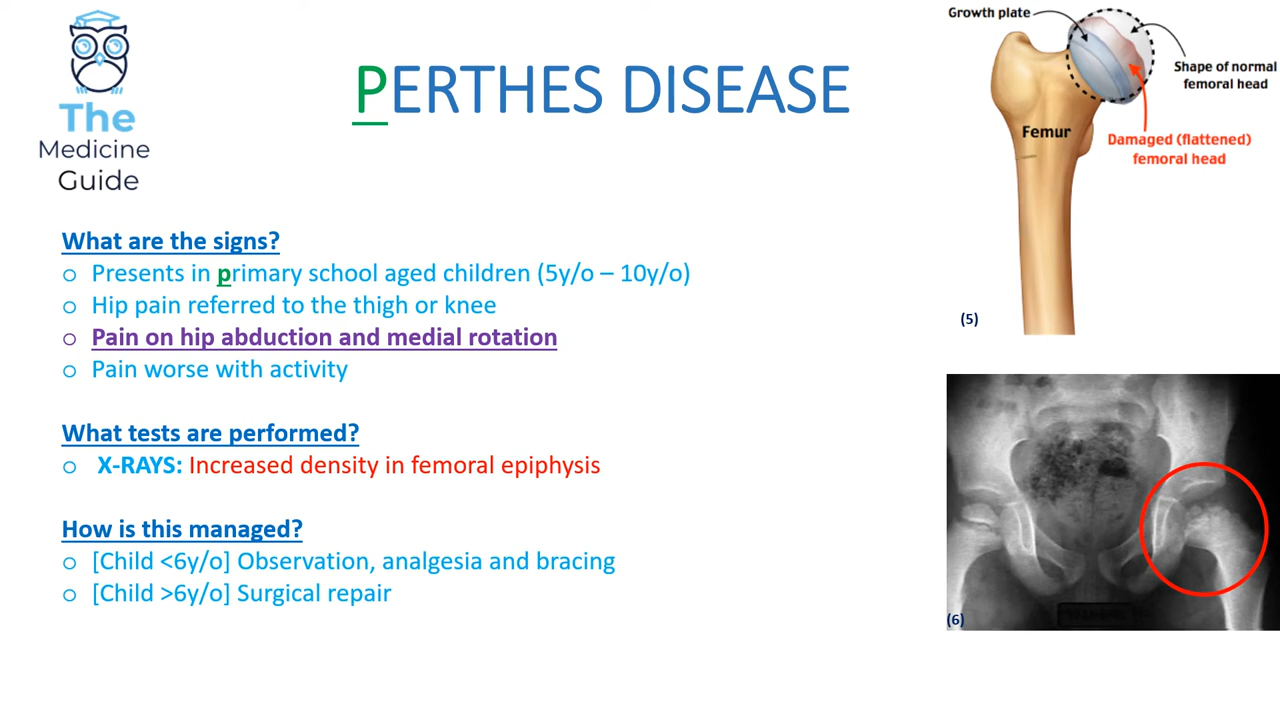 The
Medicine
Guide
PERTHES DISEASE
What are the signs?
o Presents in primary school aged children (5y/o – 10y/o)
o Hip pain referred to the thigh or knee
o Pain on hip abduction and medial rotation
o Pain worse with activity
What tests are performed?
o X-RAYS: Increased density in femoral epiphysis
How is this managed?
o [Child <6y/o] Observation, analgesia and bracing
o [Child >6y/o] Surgical repair
Growth plate
Shape of normal
femoral head
Femur
Damaged (flattened)
femoral head
(5)
(6)